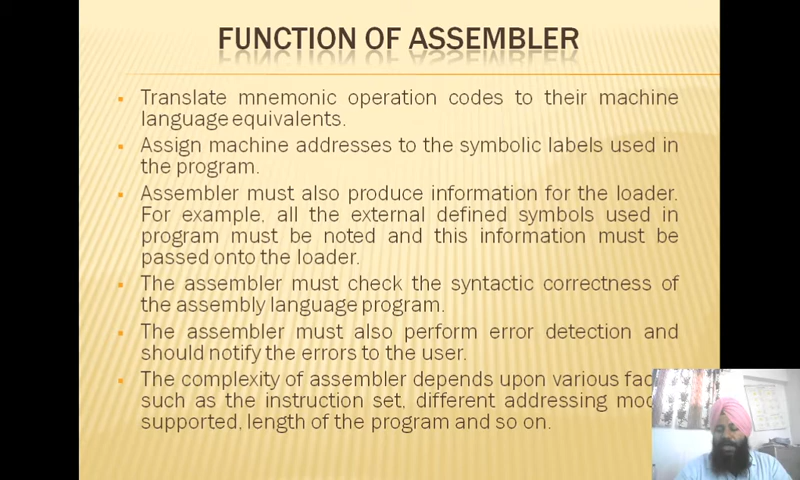 FUNCTION OF ASSEMBLER
Translate mnemonic operation codes to their machine
language equivalents.
Assign machine addresses to the symbolic labels used in
the program.
Assembler must also produce information for the loader.
For example, all the external defined symbols used in
program must be noted and this information must be
passed onto the loader.
The assembler must check the syntactic correctness of
the assembly language program.
The assembler must also perform error detection and
should notify the errors to the user.
The complexity of assembler depends upon various
such as the instruction set, different addressing
supported, length of the program and so on.